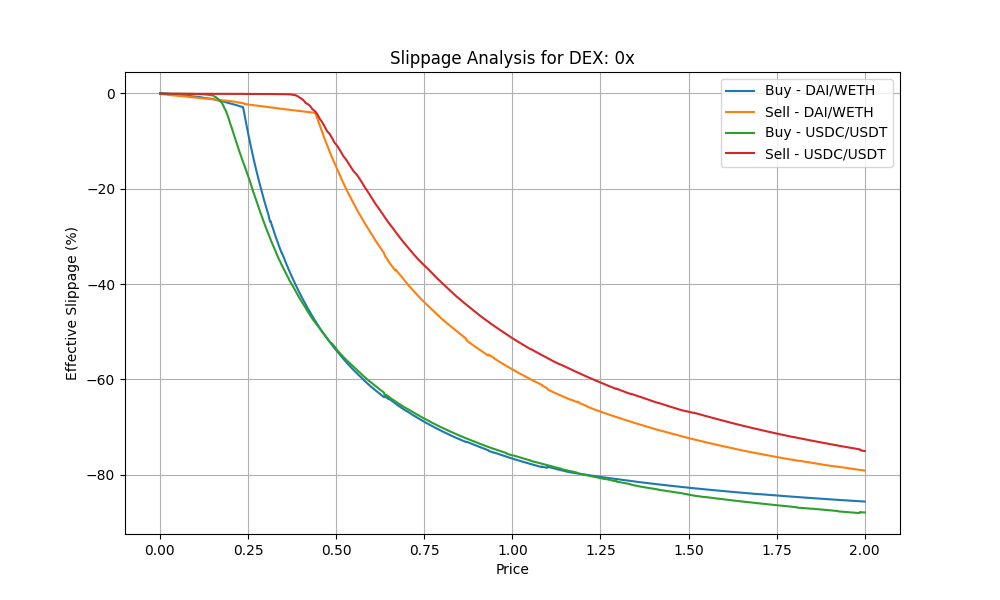 Slippage Analysis for DEX: 0x
Buy - DAI/WETH
Sell - DAI/WETH
Buy - USDC/USDT
Sell - USDC/USDT
Effective Slippage (%)
0
−20
−40
−60
−80
0.00 0.25 0.50 0.75 1.00 1.25 1.50 1.75 2.00
Price